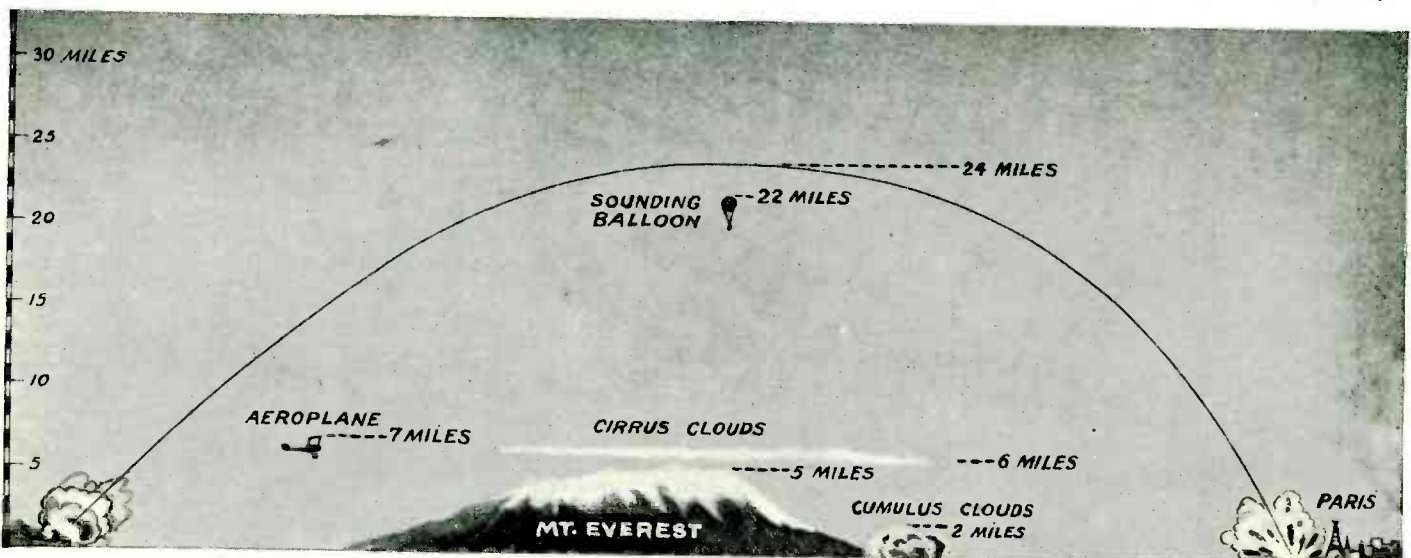 30 MILES
25
24 MILES
SOUNDING
BALLOON
22 MILES
20
15
10
AEROPLANE
7 MILES
CIRRUS CLOUDS
5
5 MILES
6 MILES
CUMULUS CLOUDS
2 MILES
PARIS
MT. EVEREST